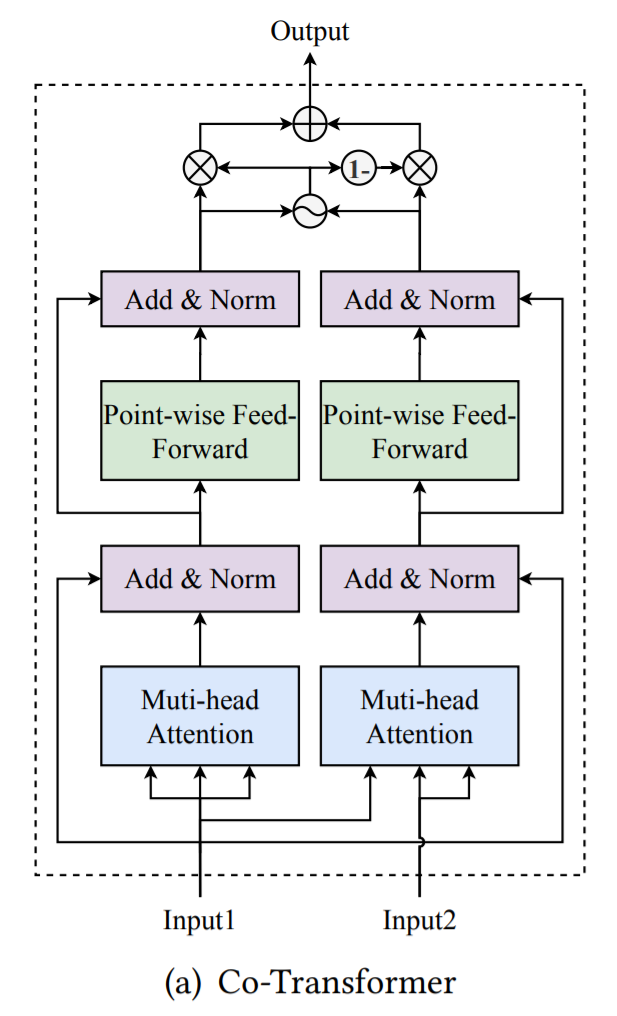 Output
1-
Add & Norm
Add & Norm
Point-wise Feed-
Forward
Point-wise Feed-
Forward
Add & Norm
Add & Norm
Muti-head
Attention
Muti-head
Attention
Input1
Input2
(a) Co-Transformer